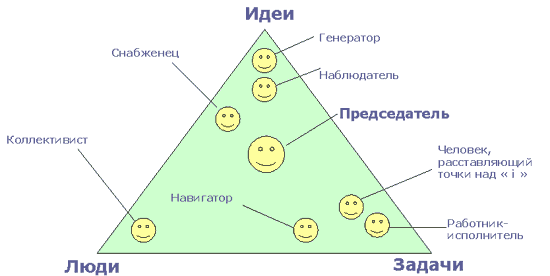 Идеи
Генератор
Снабженец
Наблюдатель
Председатель
Коллективист
Человек,
расставляющий
точки над « i »
Навигатор
Работник-
исполнитель
Люди
Задачи